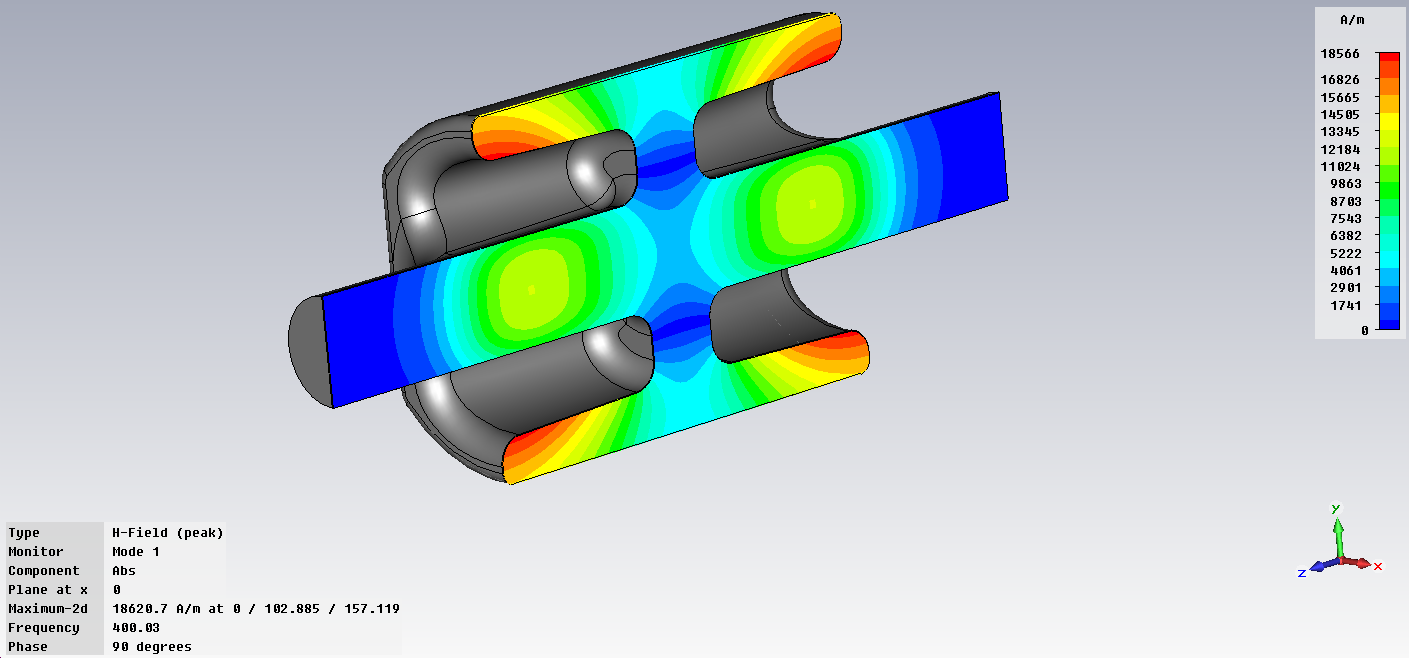 A/m
18566
16826
15665
14505
13345
12184
11024
9863
8703
7543
6382
5222
4061
2901
1741
0
Type H-Field (peak)
Monitor Mode 1
Component Abs
Plane at x 0
Maximum-2d 18620.7 A/m at 0 / 102.885 / 157.119
Frequency 400.03
Phase 90 degrees
y
z
x